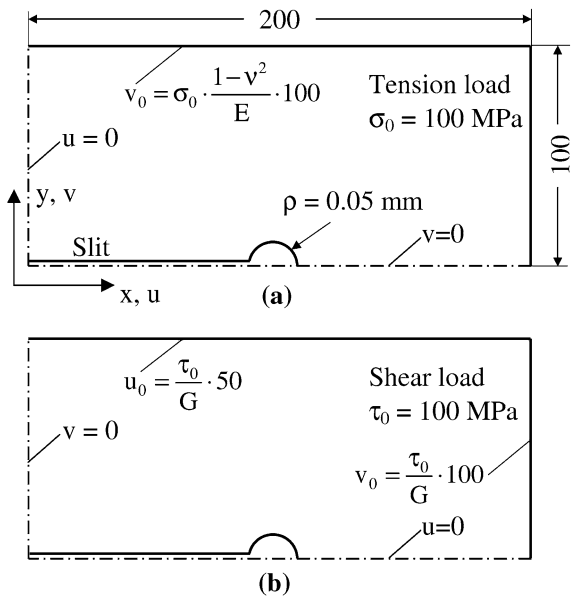 200
v₀ = σ₀ · (1–ν²)/E · 100
Tension load
σ₀ = 100 MPa
100
u = 0
y, v
ρ = 0.05 mm
Slit
v=0
x, u
(a)
u₀ = τ₀/G · 50
Shear load
τ₀ = 100 MPa
v = 0
v₀ = τ₀/G · 100
u=0
(b)